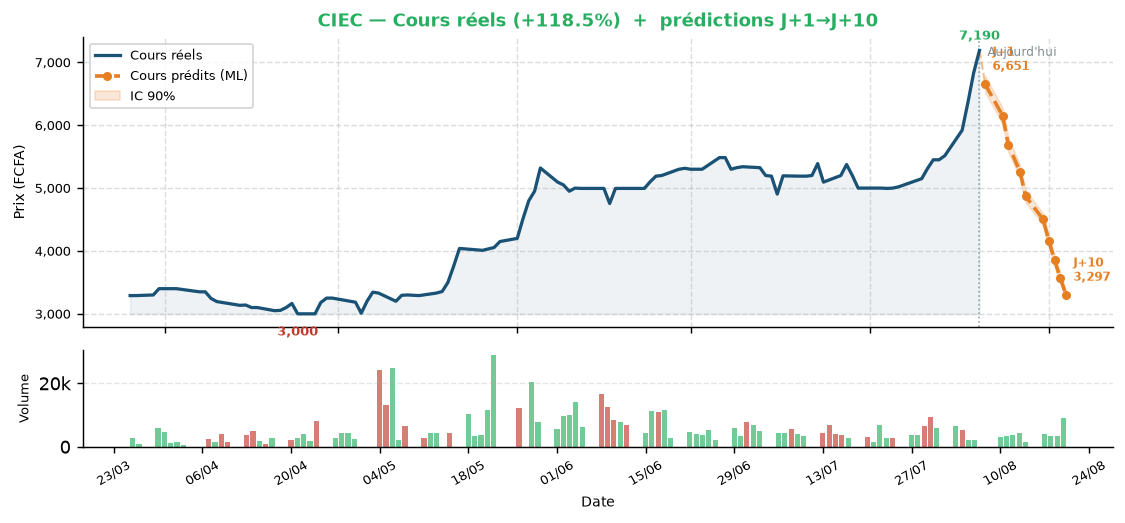 CIEC — Cours réels (+118.5%)  +  prédictions J+1→J+10
7,190
Aujourd'hui
J+1
6,651
Cours réels
Cours prédits (ML)
IC 90%
7,000
6,000
5,000
4,000
3,000
Prix (FCFA)
J+10
3,297
3,000
20k
0
Volume
23/03
06/04
20/04
04/05
18/05
01/06
15/06
29/06
13/07
27/07
10/08
24/08
Date